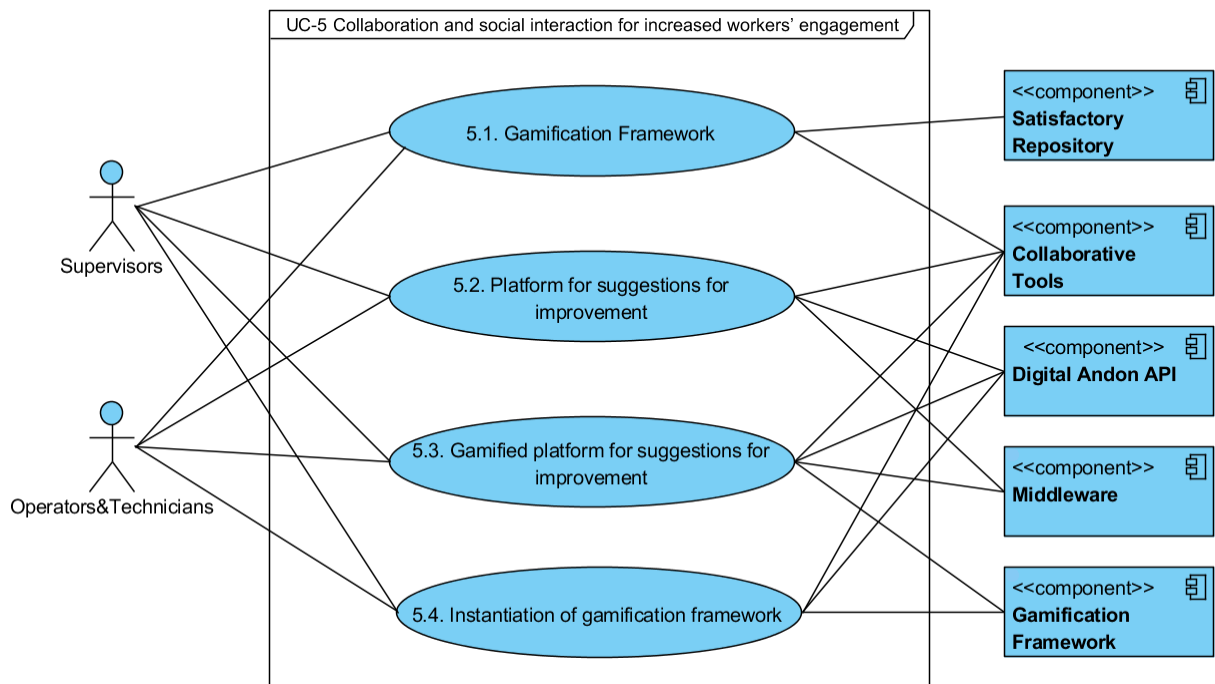 UC-5 Collaboration and social interaction for increased workers’ engagement
5.1. Gamification Framework
5.2. Platform for suggestions for
improvement
5.3. Gamified platform for suggestions for
improvement
5.4. Instantiation of gamification framework
Supervisors
Operators&Technicians
<<component>>
Satisfactory
Repository
<<component>>
Collaborative
Tools
<<component>>
Digital Andon API
<<component>>
Middleware
<<component>>
Gamification
Framework